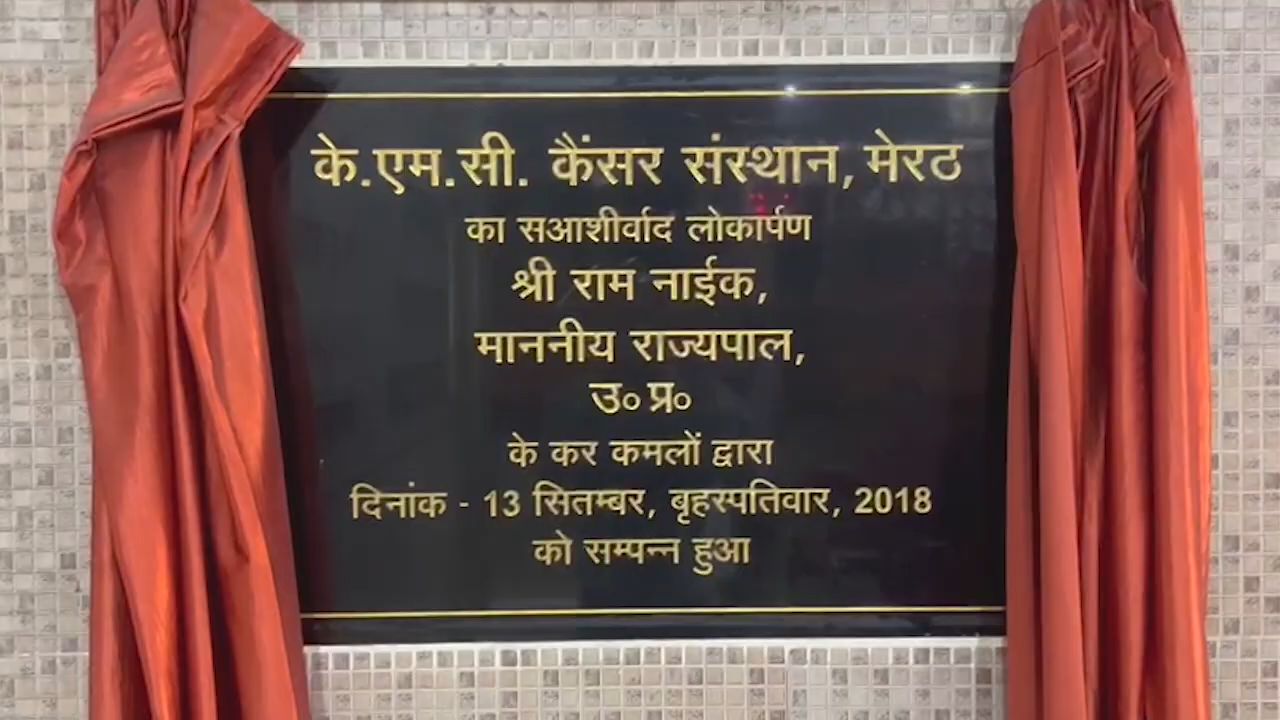 के.एम.सी. कैंसर संस्थान, मेरठ
का सआशीर्वाद लोकार्पण
श्री राम नाईक,
माननीय राज्यपाल,
उ० प्र०
के कर कमलों द्वारा
दिनांक - 13 सितम्बर, बृहस्पतिवार, 2018
को सम्पन्न हुआ